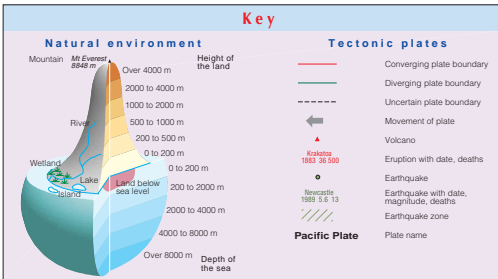 Key
Natural environment
Mountain
Mt Everest
8848 m
Height of
the land
Over 4000 m
2000 to 4000 m
1000 to 2000 m
500 to 1000 m
200 to 500 m
0 to 200 m
River
Wetland
Lake
Island
Land below
sea level
0 to 200 m
200 to 2000 m
2000 to 4000 m
4000 to 8000 m
Over 8000 m
Depth of
the sea
Tectonic plates
Converging plate boundary
Diverging plate boundary
Uncertain plate boundary
Movement of plate
Volcano
Krakatoa
1883 36 500
Eruption with date, deaths
Earthquake
Newcastle
1989 5.6 13
Earthquake with date,
magnitude, deaths
Earthquake zone
Pacific Plate
Plate name